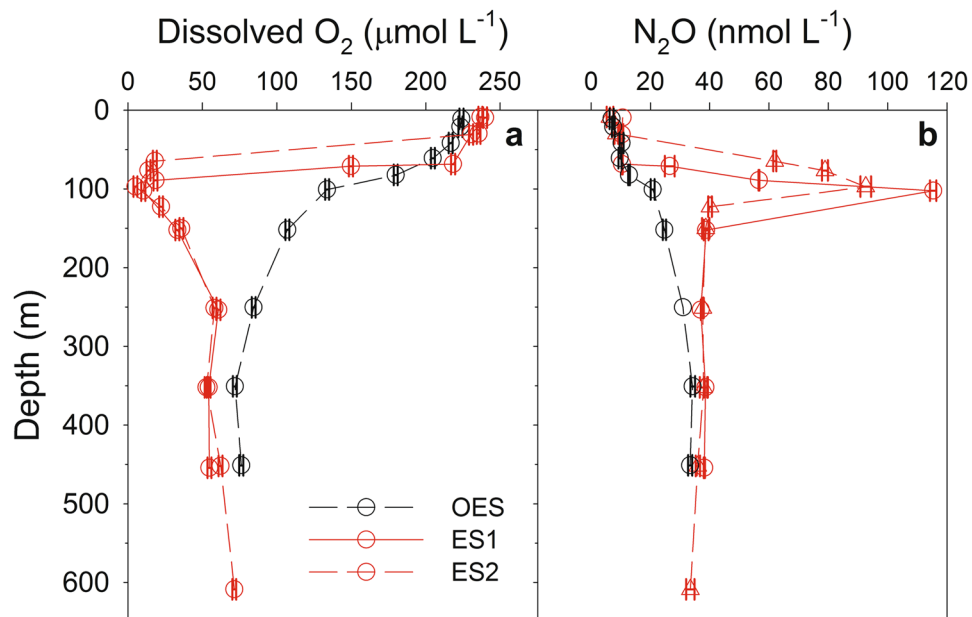 Dissolved O₂ (μmol L⁻¹) N₂O (nmol L⁻¹)
0 50 100 150 200 250 0 20 40 60 80 100 120
0 a b
100
200
300
400
500
600
Depth (m)
OES
ES1
ES2